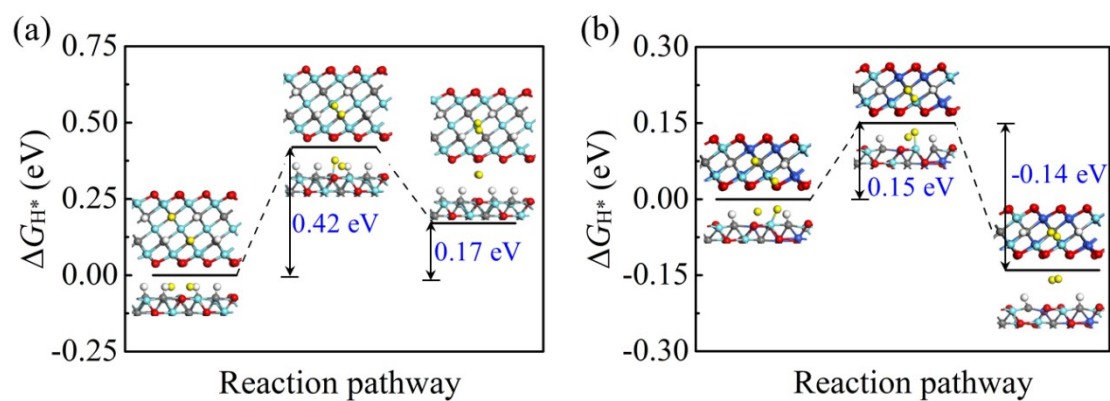 (a)
0.75
0.50
0.25
0.00
-0.25
ΔG_H* (eV)
0.42 eV
0.17 eV
Reaction pathway
(b)
0.30
0.15
0.00
-0.15
-0.30
ΔG_H* (eV)
0.15 eV
-0.14 eV
Reaction pathway